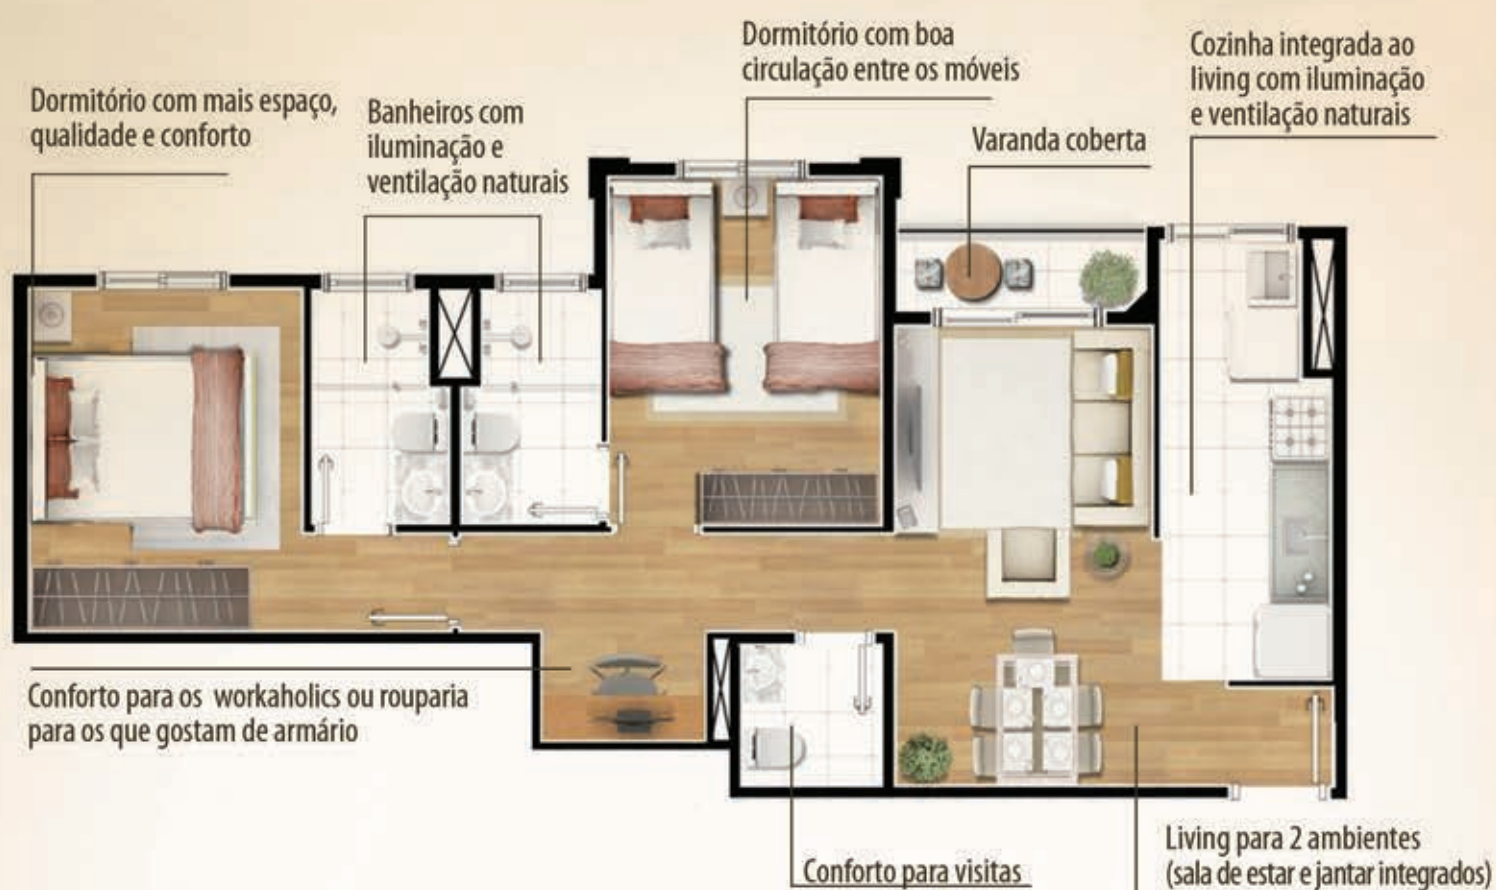 Dormitório com mais espaço,
qualidade e conforto
Banheiros com
iluminação e
ventilação naturais
Dormitório com boa
circulação entre os móveis
Varanda coberta
Cozinha integrada ao
living com iluminação
e ventilação naturais
Conforto para os workaholics ou rouparia
para os que gostam de armário
Conforto para visitas
Living para 2 ambientes
(sala de estar e jantar integrados)